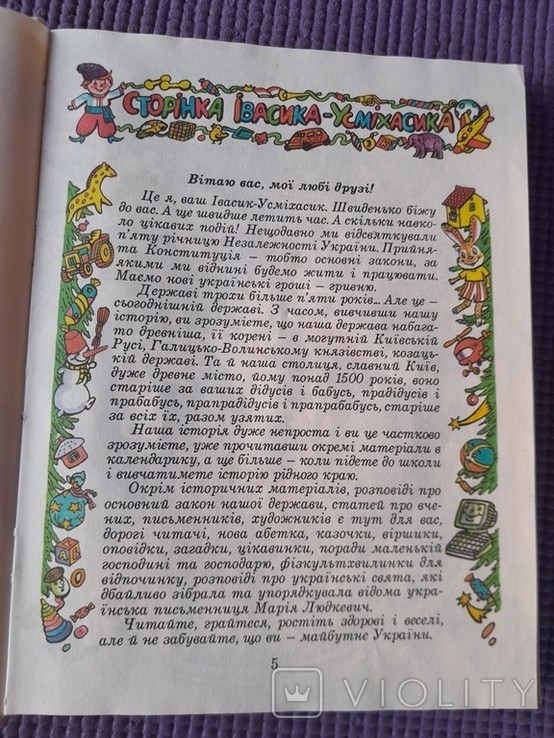 СТОРІНКА ІВАСИКА-УСМІХАСИКА
Вітаю вас, мої любі друзі!
Це я, ваш Івасик-Усміхасик. Швиденько біжу
до вас. А ще швидше летить час. А скільки навко-
ло цікавих подій! Нещодавно ми відсвяткували
п'яту річницю Незалежності України. Прийня-
та Конституція – тобто основні закони, за
якими ми віднині будемо жити і працювати.
Маємо нові українські гроші – гривню.
Державі трохи більше п'яти років... Але це –
сьогоднішній державі. З часом, вивчивши нашу
історію, ви зрозумієте, що наша держава набага-
то древніша, її корені – в могутній Київській
Русі, Галицько-Волинському князівстві, козаць-
кій державі. Та й наша столиця, славний Київ,
дуже древнє місто, йому понад 1500 років, воно
старіше за ваших дідусів і бабусь, прадідусів і
прабабусь, прапрадідусів і прапрабабусь, старіше
за всіх їх, разом узятих.
Наша історія дуже непроста і ви це частково
зрозумієте, уже прочитавши окремі матеріали в
календарику, а ще більше – коли підете до школи
і вивчатимете історію рідного краю.
Окрім історичних матеріалів, розповіді про
основний закон нашої держави, статей про вче-
них, письменників, художників є тут для вас,
дорогі читачі, нова абетка, казочки, віршики,
оповідки, загадки, цікавинки, поради маленькій
господині та господарю, фізкультхвилинки для
відпочинку, розповіді про українські свята, які
дбайливо зібрала та упорядкувала відома укра-
їнська письменниця Марія Людкевич.
Читайте, грайтеся, ростіть здорові і веселі,
але й не забувайте, що ви – майбутнє України.
5
VIOLITY